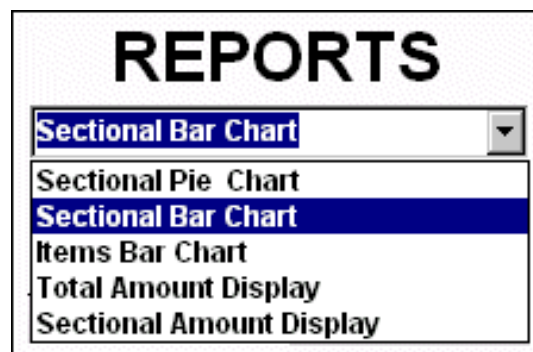 REPORTS
Sectional Bar Chart
Sectional Pie  Chart
Sectional Bar Chart
Items Bar Chart
Total Amount Display
Sectional Amount Display